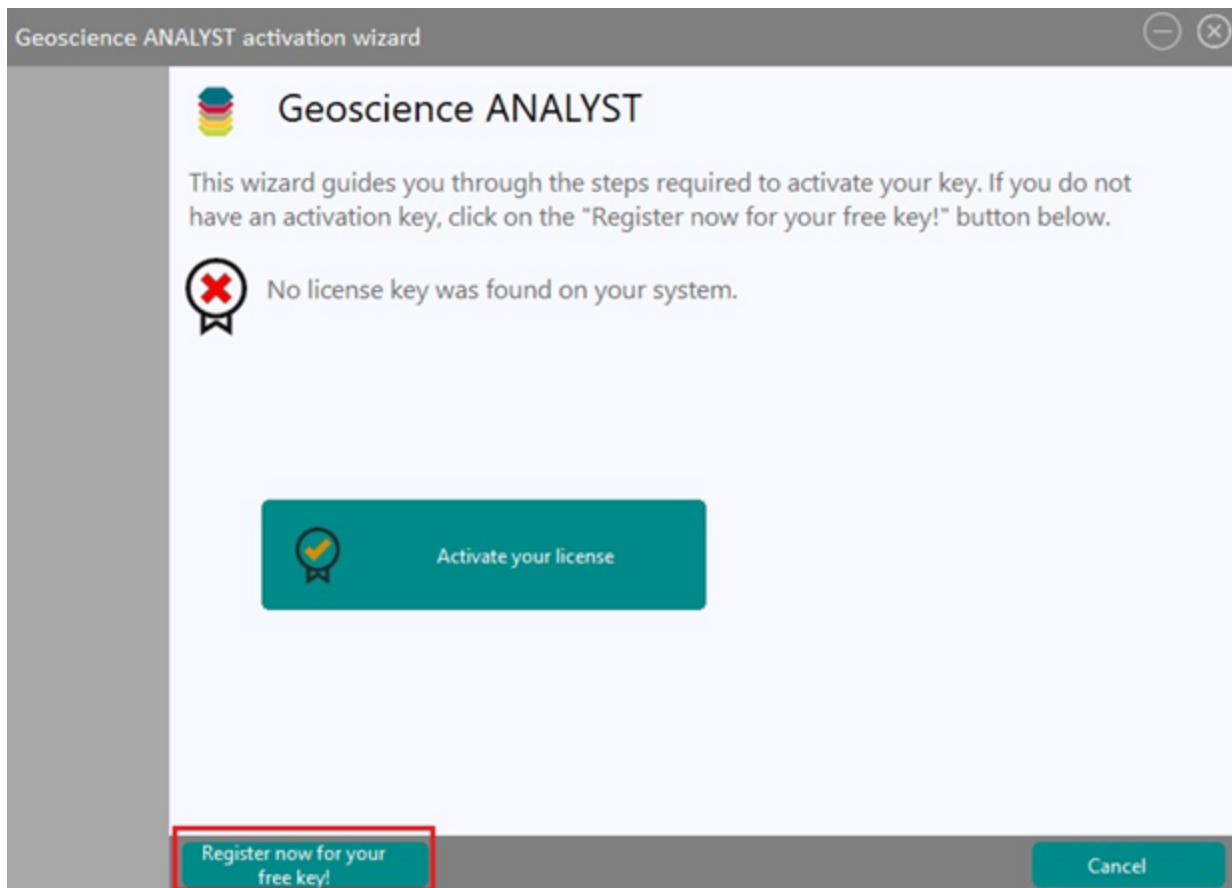 Geoscience ANALYST activation wizard
Geoscience ANALYST
This wizard guides you through the steps required to activate your key. If you do not
have an activation key, click on the "Register now for your free key!" button below.
No license key was found on your system.
Activate your license
Register now for your
free key!
Cancel